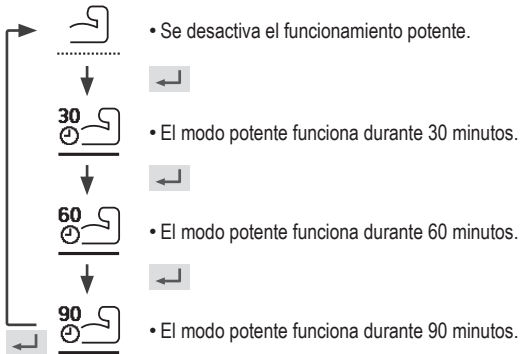 • Se desactiva el funcionamiento potente.
30
• El modo potente funciona durante 30 minutos.
60
• El modo potente funciona durante 60 minutos.
90
• El modo potente funciona durante 90 minutos.